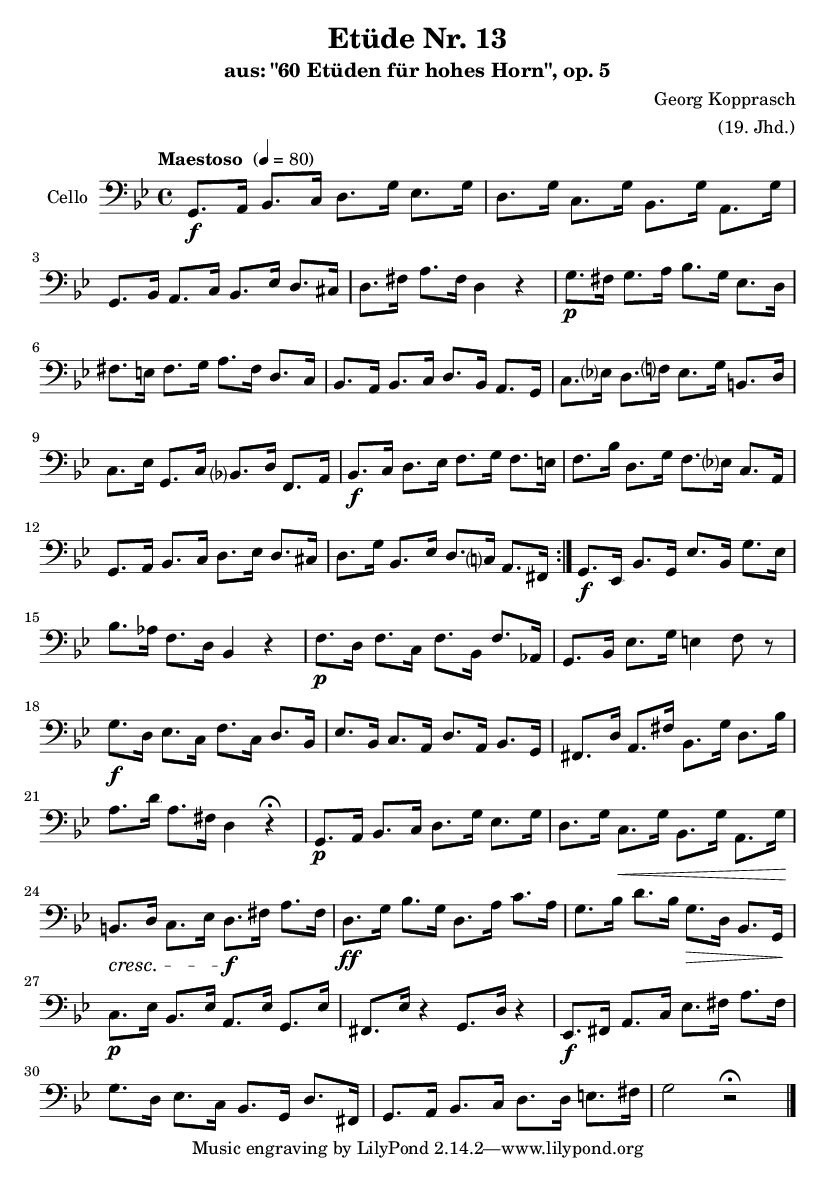 Etüde Nr. 13
aus: "60 Etüden für hohes Horn", op. 5
Georg Kopprasch
(19. Jhd.)
Maestoso (♩ = 80)
Cello
f
3
p
6
9
f
12
f
15
p
18
f
21
p
24
cresc. f ff
27
p f
30
Music engraving by LilyPond 2.14.2—www.lilypond.org